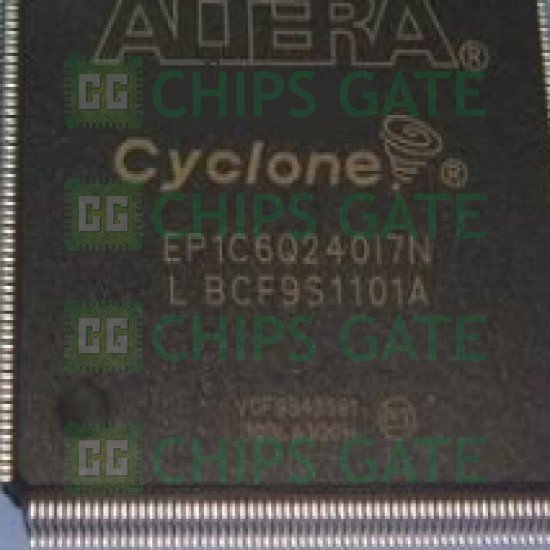 ALTERA®
CHIPS GATE
Cyclone®
CHIPS GATE
EP1C6Q240I7N
L BCF9S1101A
CHIPS GATE
CHIPS GATE